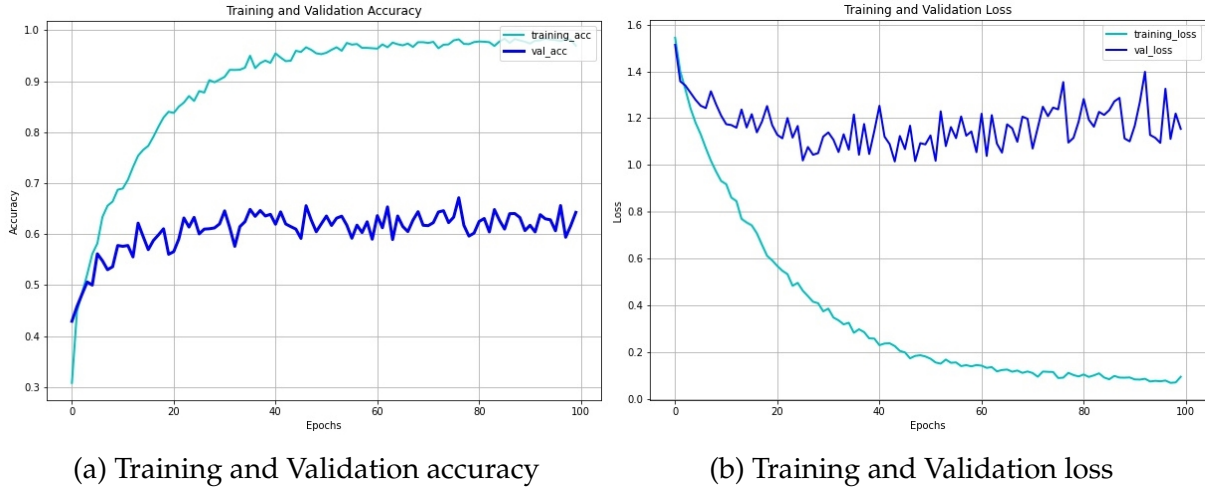 Training and Validation Accuracy
1.0
0.9
0.8
0.7
0.6
0.5
0.4
0.3
Accuracy
training_acc
val_acc
0 20 40 60 80 100
Epochs
(a) Training and Validation accuracy
Training and Validation Loss
1.6
1.4
1.2
1.0
0.8
0.6
0.4
0.2
0.0
Loss
training_loss
val_loss
0 20 40 60 80 100
Epochs
(b) Training and Validation loss